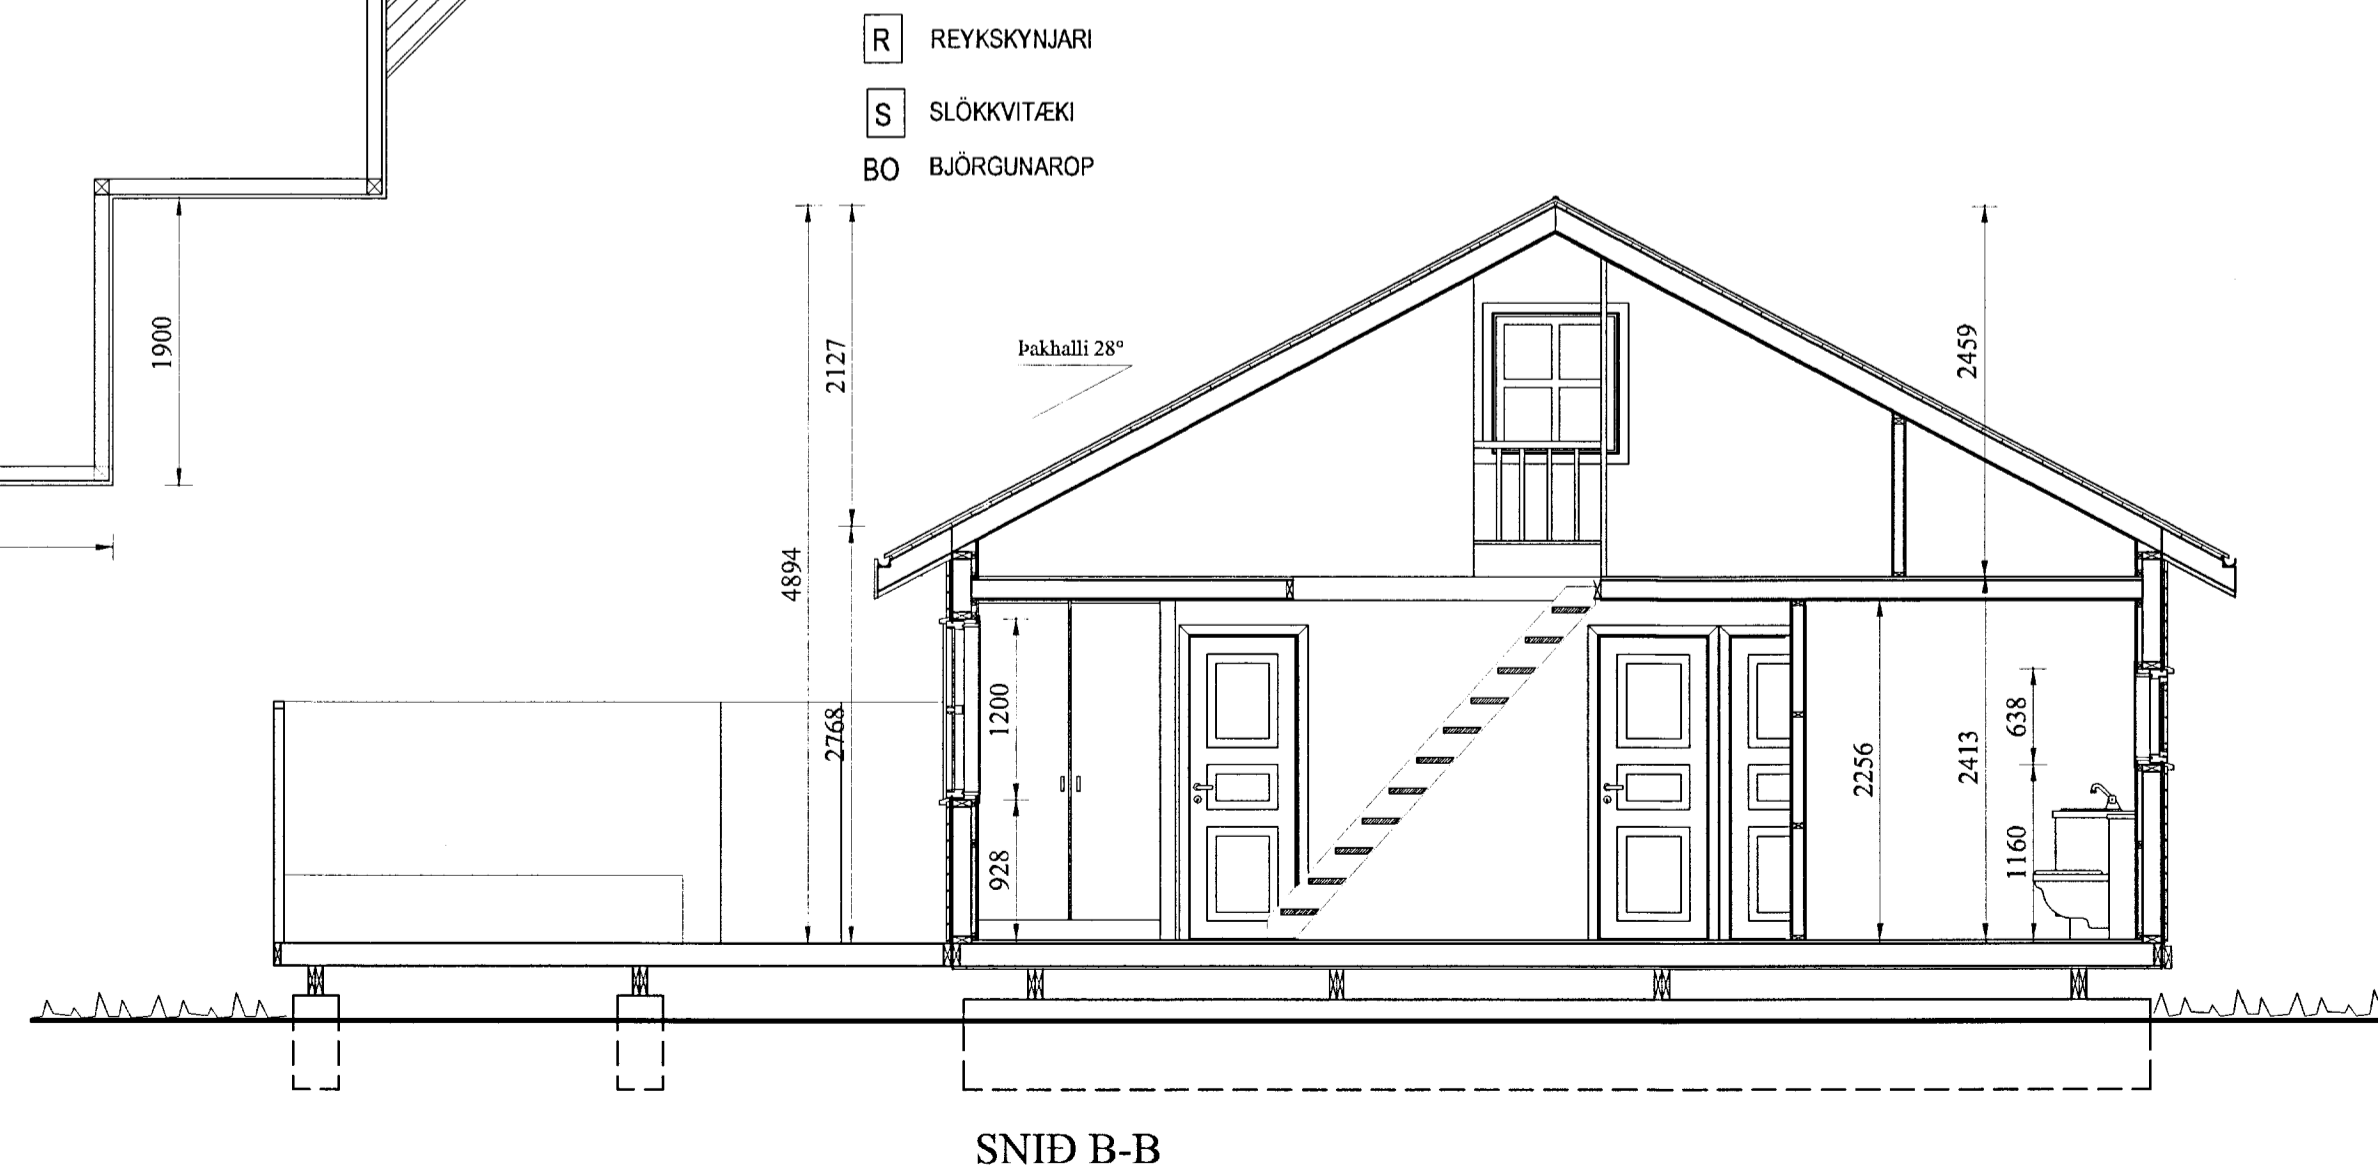 R REYKSKYNJARI
S SLÖKKVITÆKI
BO BJÖRGUNAROP
1900
2127
Þakhalli 28°
2459
4894
2768
1200
928
2256
2413
638
1160
SNIÐ B-B